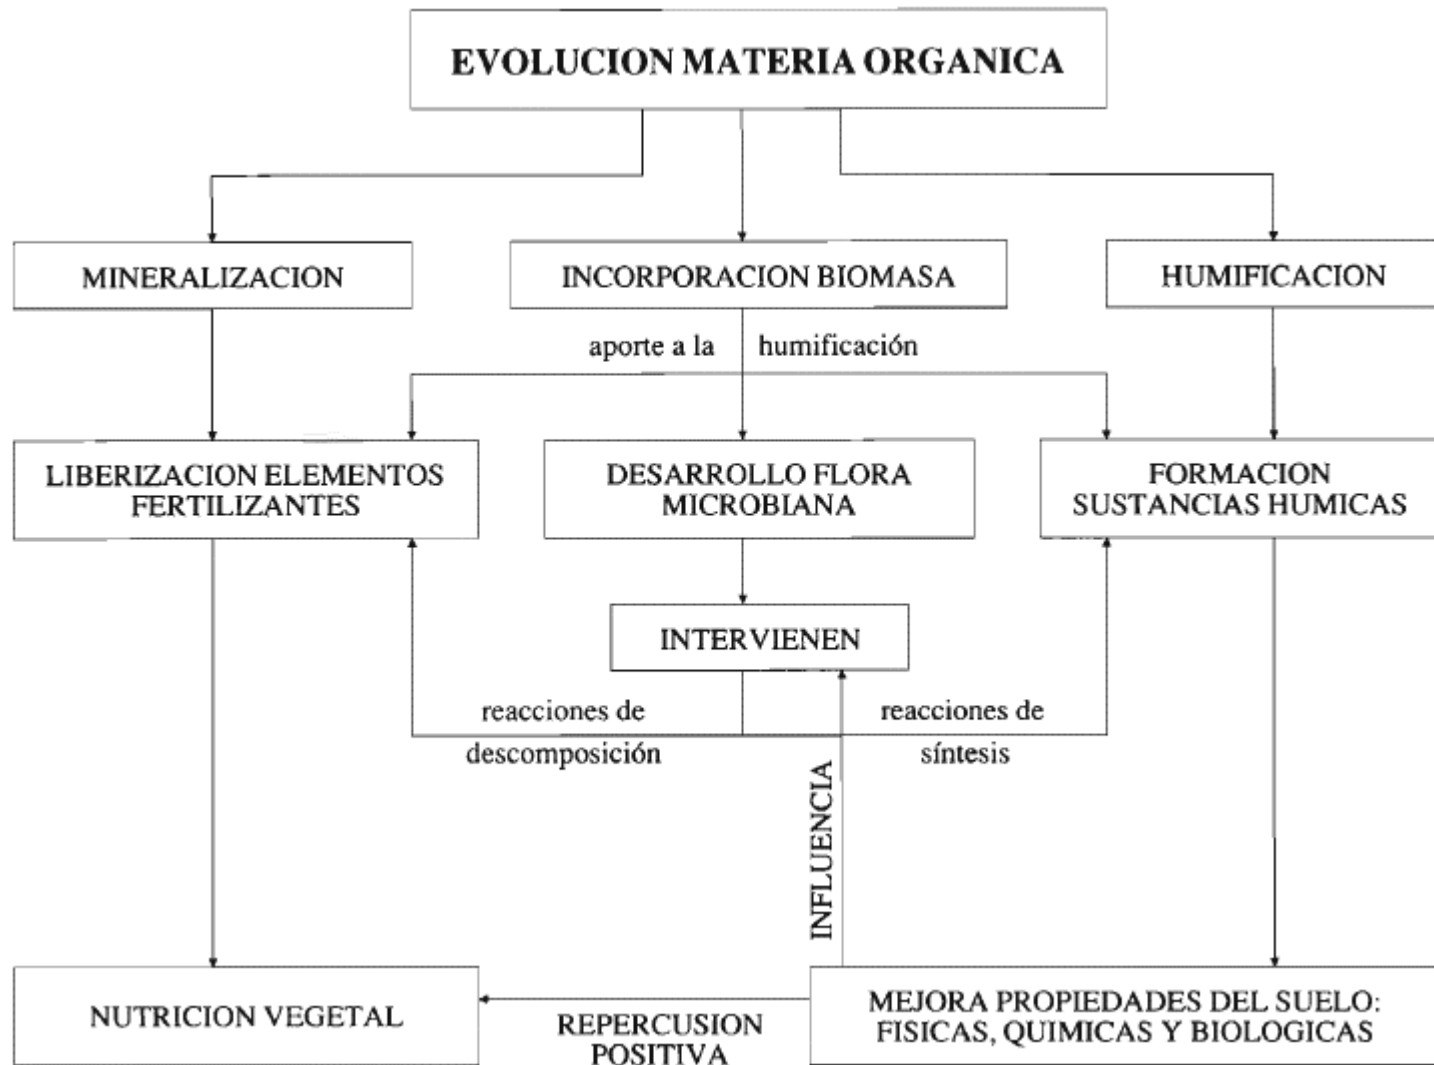 EVOLUCION MATERIA ORGANICA
MINERALIZACION
INCORPORACION BIOMASA
HUMIFICACION
aporte a la humificación
LIBERIZACION ELEMENTOS
FERTILIZANTES
DESARROLLO FLORA
MICROBIANA
FORMACION
SUSTANCIAS HUMICAS
INTERVIENEN
reacciones de
descomposición
reacciones de
síntesis
INFLUENCIA
NUTRICION VEGETAL
REPERCUSION
POSITIVA
MEJORA PROPIEDADES DEL SUELO:
FISICAS, QUIMICAS Y BIOLOGICAS